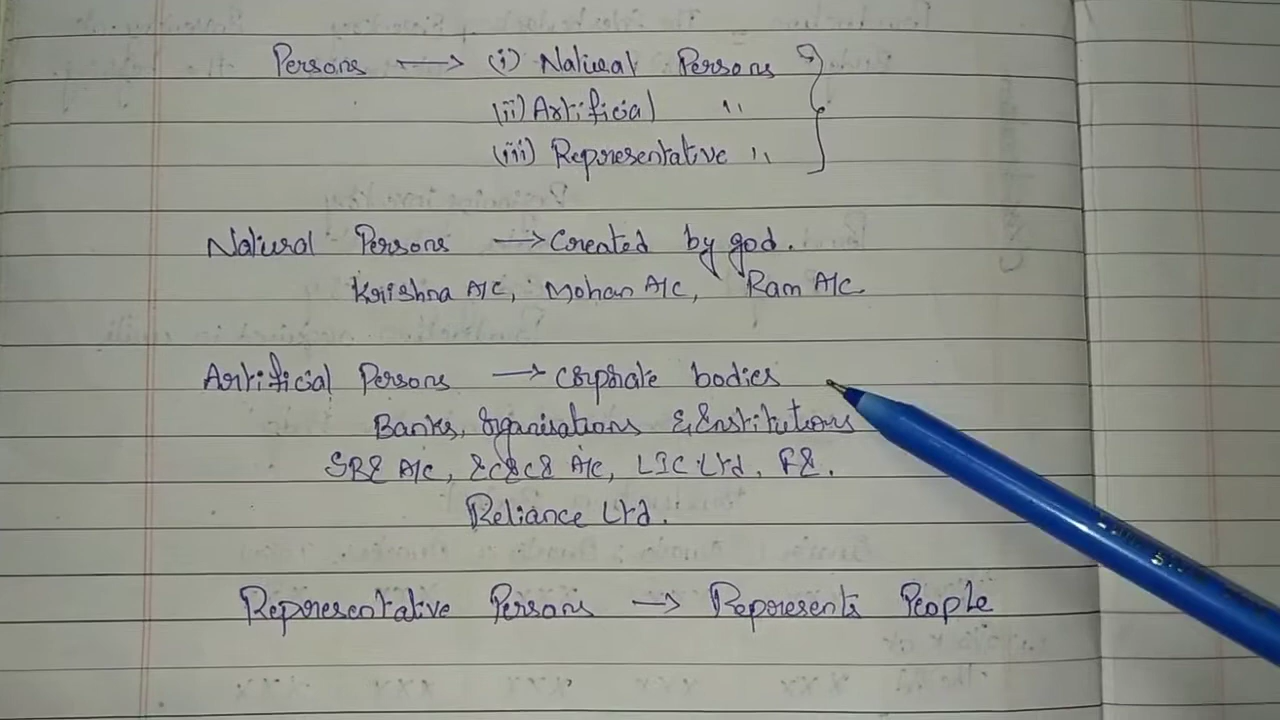 Persons → (i) Natural Persons
(ii) Artificial "
(iii) Representative "
Natural Persons → Created by god.
Krishna A/C, Mohan A/C, Ram A/C
Artificial Persons → Corporate bodies
Banks, Organisations & Institutions
SBI A/C, ICICI A/C, LIC Ltd,
Reliance Ltd.
Representative Persons → Represents People